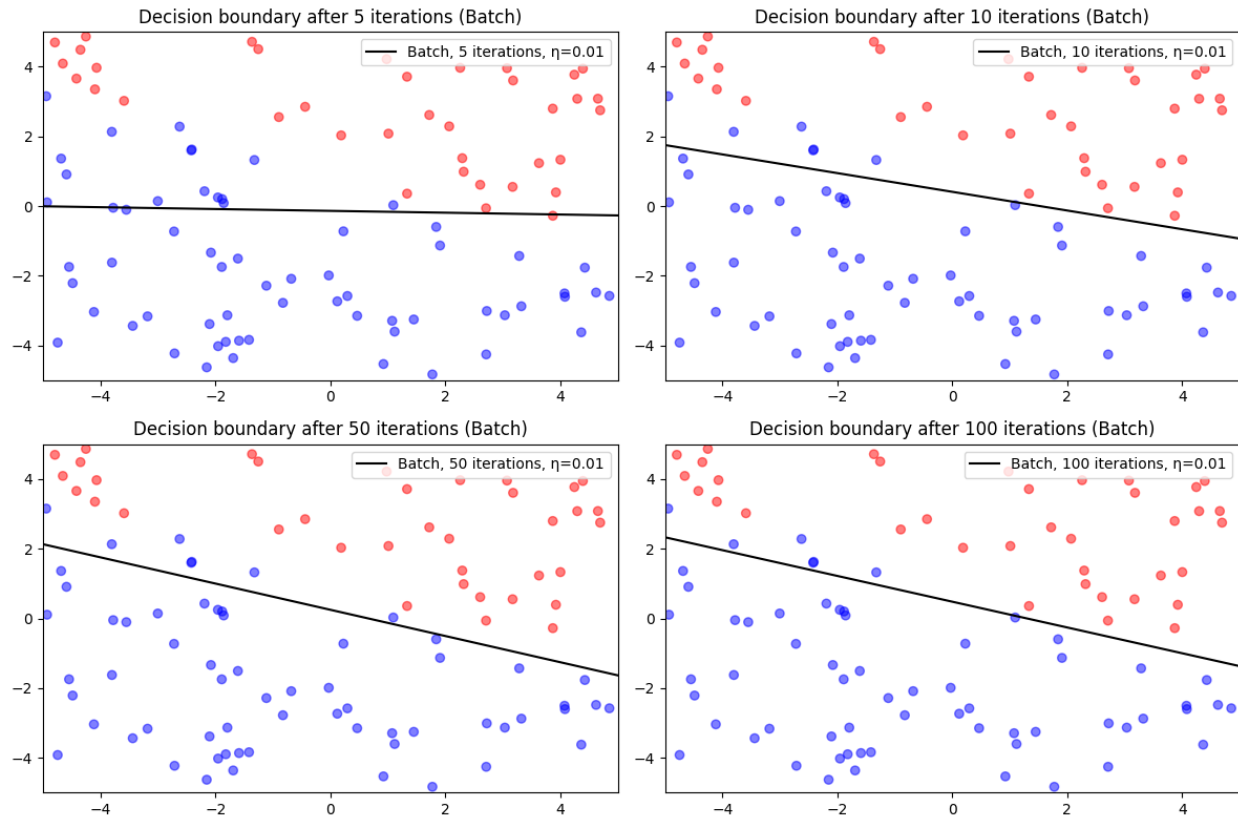 Decision boundary after 5 iterations (Batch)
Batch, 5 iterations, η=0.01
4
2
0
−2
−4
−4 −2 0 2 4
Decision boundary after 10 iterations (Batch)
Batch, 10 iterations, η=0.01
4
2
0
−2
−4
−4 −2 0 2 4
Decision boundary after 50 iterations (Batch)
Batch, 50 iterations, η=0.01
4
2
0
−2
−4
−4 −2 0 2 4
Decision boundary after 100 iterations (Batch)
Batch, 100 iterations, η=0.01
4
2
0
−2
−4
−4 −2 0 2 4